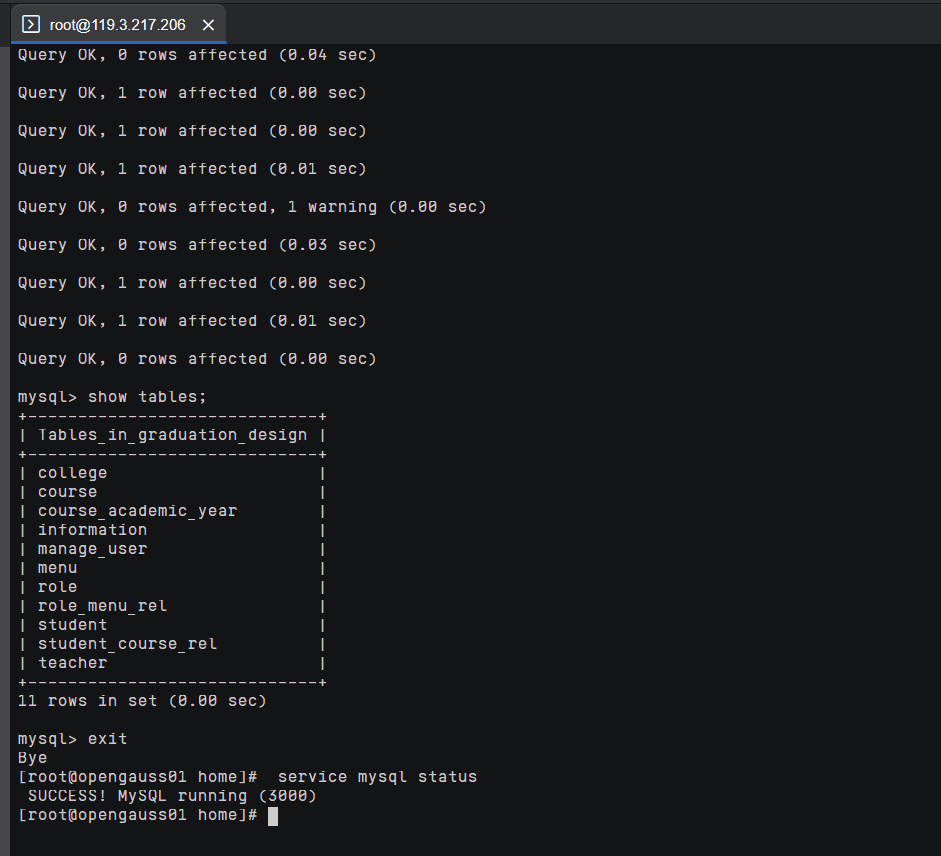 root@119.3.217.206
Query OK, 0 rows affected (0.04 sec)
Query OK, 1 row affected (0.00 sec)
Query OK, 1 row affected (0.00 sec)
Query OK, 1 row affected (0.01 sec)
Query OK, 0 rows affected, 1 warning (0.00 sec)
Query OK, 0 rows affected (0.03 sec)
Query OK, 1 row affected (0.00 sec)
Query OK, 1 row affected (0.01 sec)
Query OK, 0 rows affected (0.00 sec)
mysql> show tables;
+-----------------------------+
| Tables_in_graduation_design |
+-----------------------------+
| college                     |
| course                      |
| course_academic_year        |
| information                 |
| manage_user                 |
| menu                        |
| role                        |
| role_menu_rel               |
| student                     |
| student_course_rel          |
| teacher                     |
+-----------------------------+
11 rows in set (0.00 sec)
mysql> exit
Bye
[root@opengauss01 home]#  service mysql status
 SUCCESS! MySQL running (3000)
[root@opengauss01 home]#